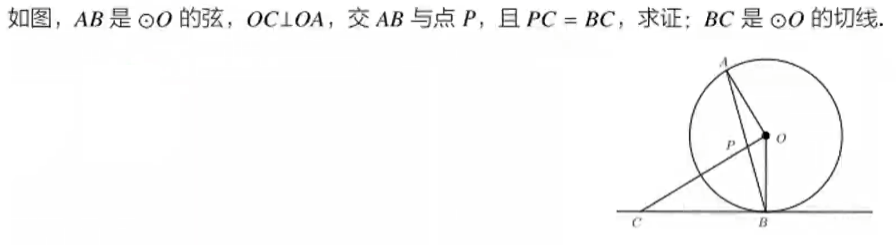 如图，AB 是 ⊙O 的弦，OC⊥OA，交 AB 与点 P，且 PC = BC，求证；BC 是 ⊙O 的切线.
A
O
P
C
B